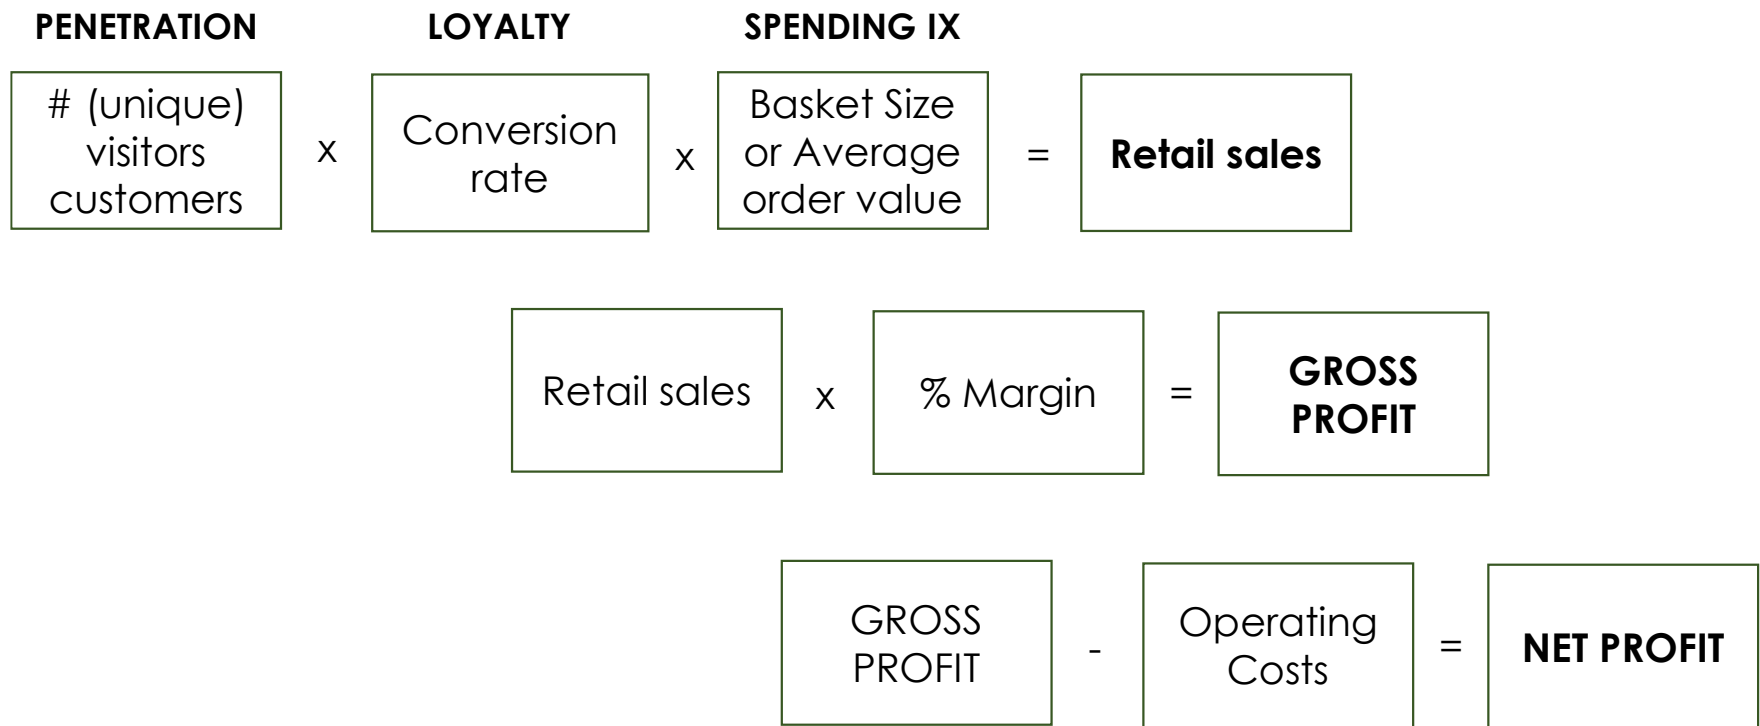 PENETRATION
LOYALTY
SPENDING IX
# (unique)
visitors
customers
x
Conversion
rate
x
Basket Size
or Average
order value
=
Retail sales
Retail sales
x
% Margin
=
GROSS
PROFIT
GROSS
PROFIT
-
Operating
Costs
=
NET PROFIT